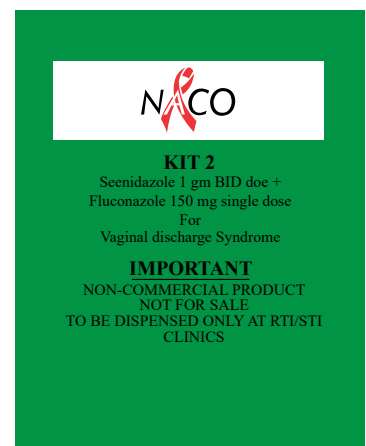 NACO
KIT 2
Seenidazole 1 gm BID doe +
Fluconazole 150 mg single dose
For
Vaginal discharge Syndrome
IMPORTANT
NON-COMMERCIAL PRODUCT
NOT FOR SALE
TO BE DISPENSED ONLY AT RTI/STI
CLINICS